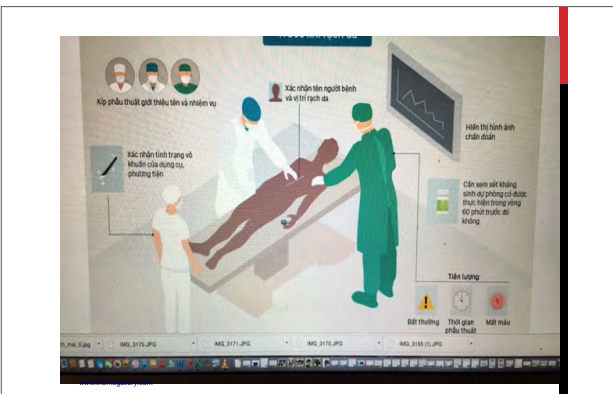 Kíp phẫu thuật giới thiệu tên và nhiệm vụ
Xác nhận tên người bệnh
và vị trí rạch da
Hiển thị hình ảnh
chẩn đoán
Xác nhận tình trạng vô
khuẩn của dụng cụ,
phương tiện
Cần xem xét kháng
sinh dự phòng có được
thực hiện trong vòng
60 phút trước đó
không
Tiên lượng
Bất thường
Thời gian
phẫu thuật
Mất máu
IMG_3175.JPG
IMG_3171.JPG
IMG_3170.JPG
IMG_3155 (1).JPG